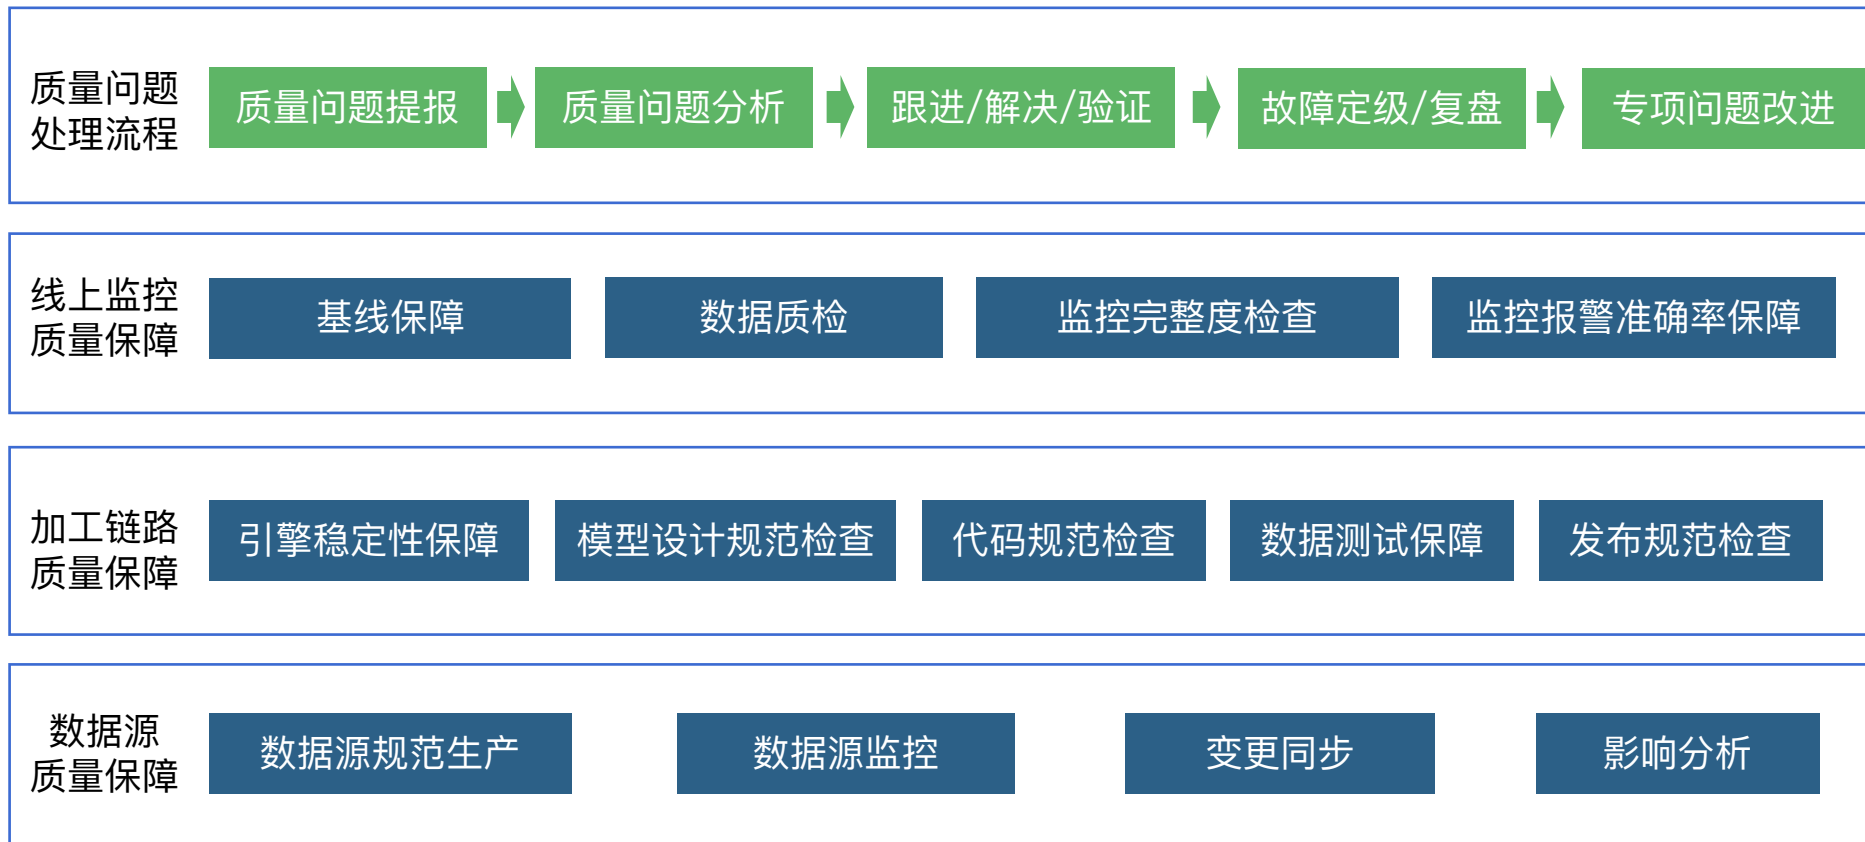 质量问题
处理流程
质量问题提报
质量问题分析
跟进/解决/验证
故障定级/复盘
专项问题改进
线上监控
质量保障
基线保障
数据质检
监控完整度检查
监控报警准确率保障
加工链路
质量保障
引擎稳定性保障
模型设计规范检查
代码规范检查
数据测试保障
发布规范检查
数据源
质量保障
数据源规范生产
数据源监控
变更同步
影响分析